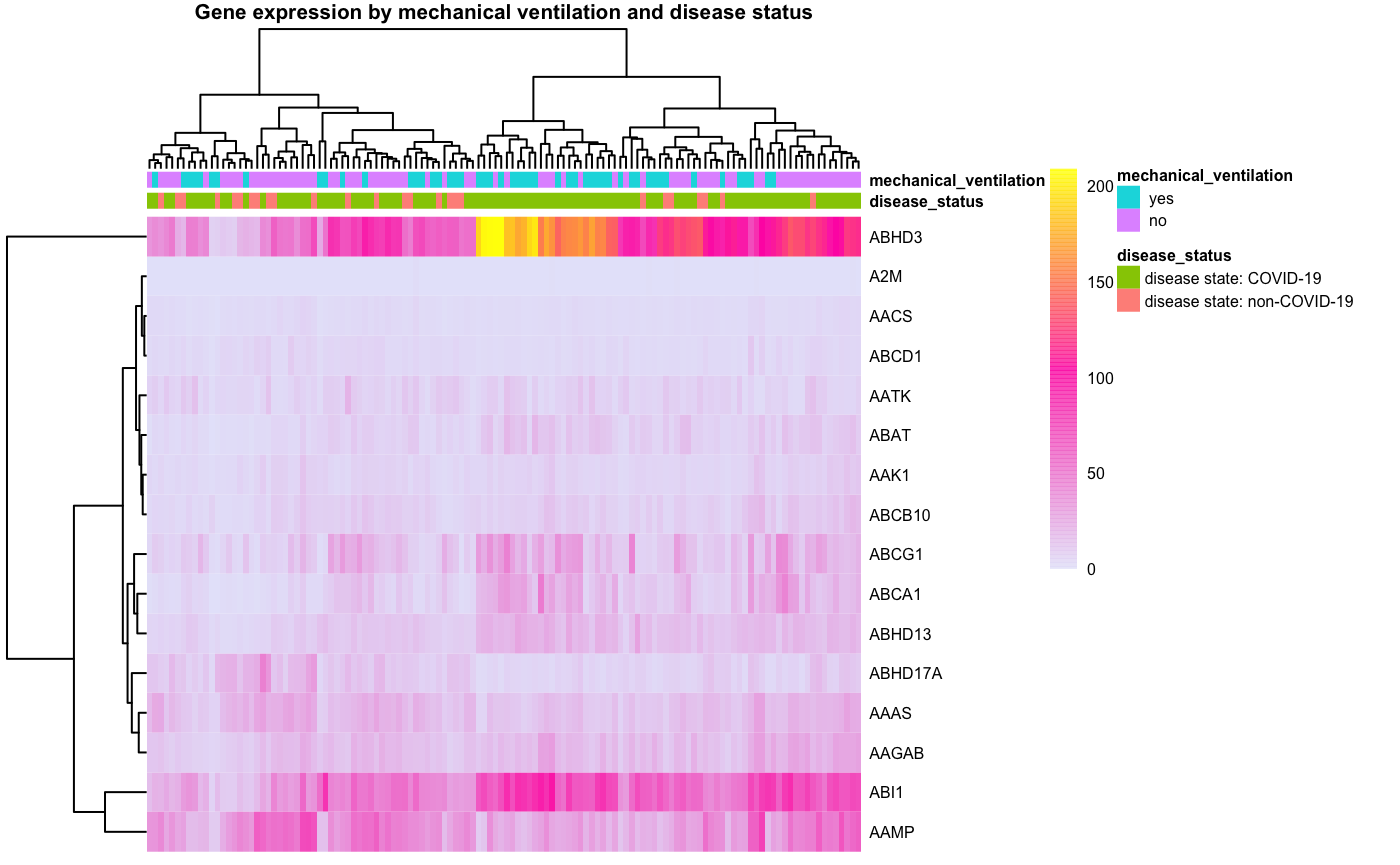 Gene expression by mechanical ventilation and disease status
mechanical_ventilation
disease_status
ABHD3
A2M
AACS
ABCD1
AATK
ABAT
AAK1
ABCB10
ABCG1
ABCA1
ABHD13
ABHD17A
AAAS
AAGAB
ABI1
AAMP
200
150
100
50
0
mechanical_ventilation
yes
no
disease_status
disease state: COVID-19
disease state: non-COVID-19